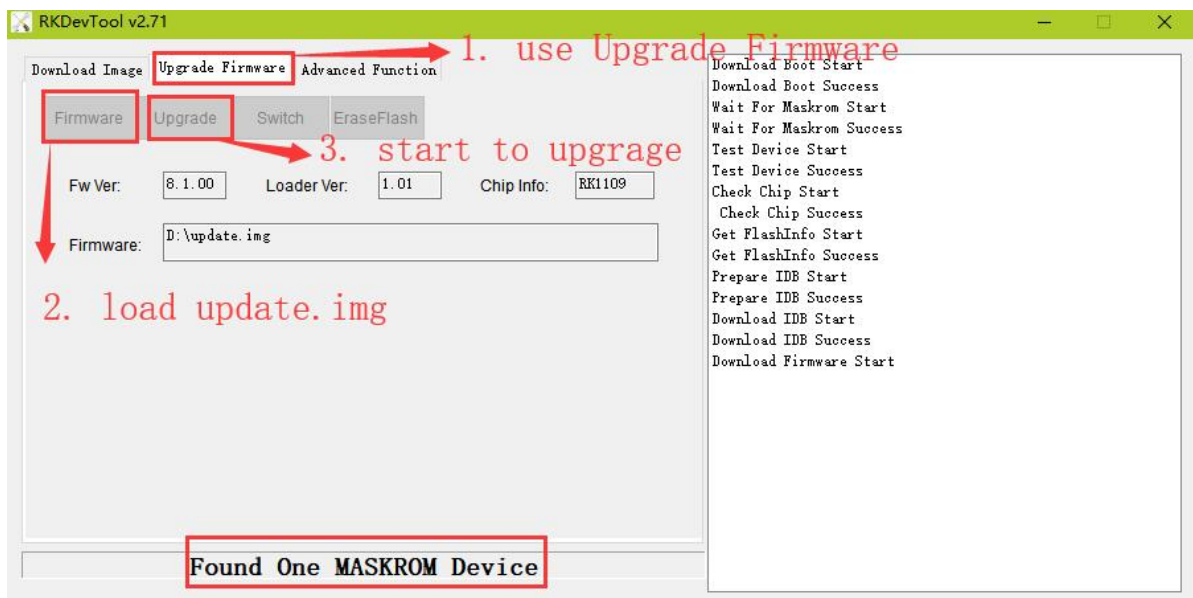 RKDevTool v2.71
1. use Upgrade Firmware
Download Image Upgrade Firmware Advanced Function
Firmware Upgrade Switch EraseFlash
3. start to upgrage
Fw Ver: 8.1.00 Loader Ver: 1.01 Chip Info: RK1109
Firmware: D:\update.img
2. load update.img
Found One MASKROM Device
Download Boot Start
Download Boot Success
Wait For Maskrom Start
Wait For Maskrom Success
Test Device Start
Test Device Success
Check Chip Start
Check Chip Success
Get FlashInfo Start
Get FlashInfo Success
Prepare IDB Start
Prepare IDB Success
Download IDB Start
Download IDB Success
Download Firmware Start